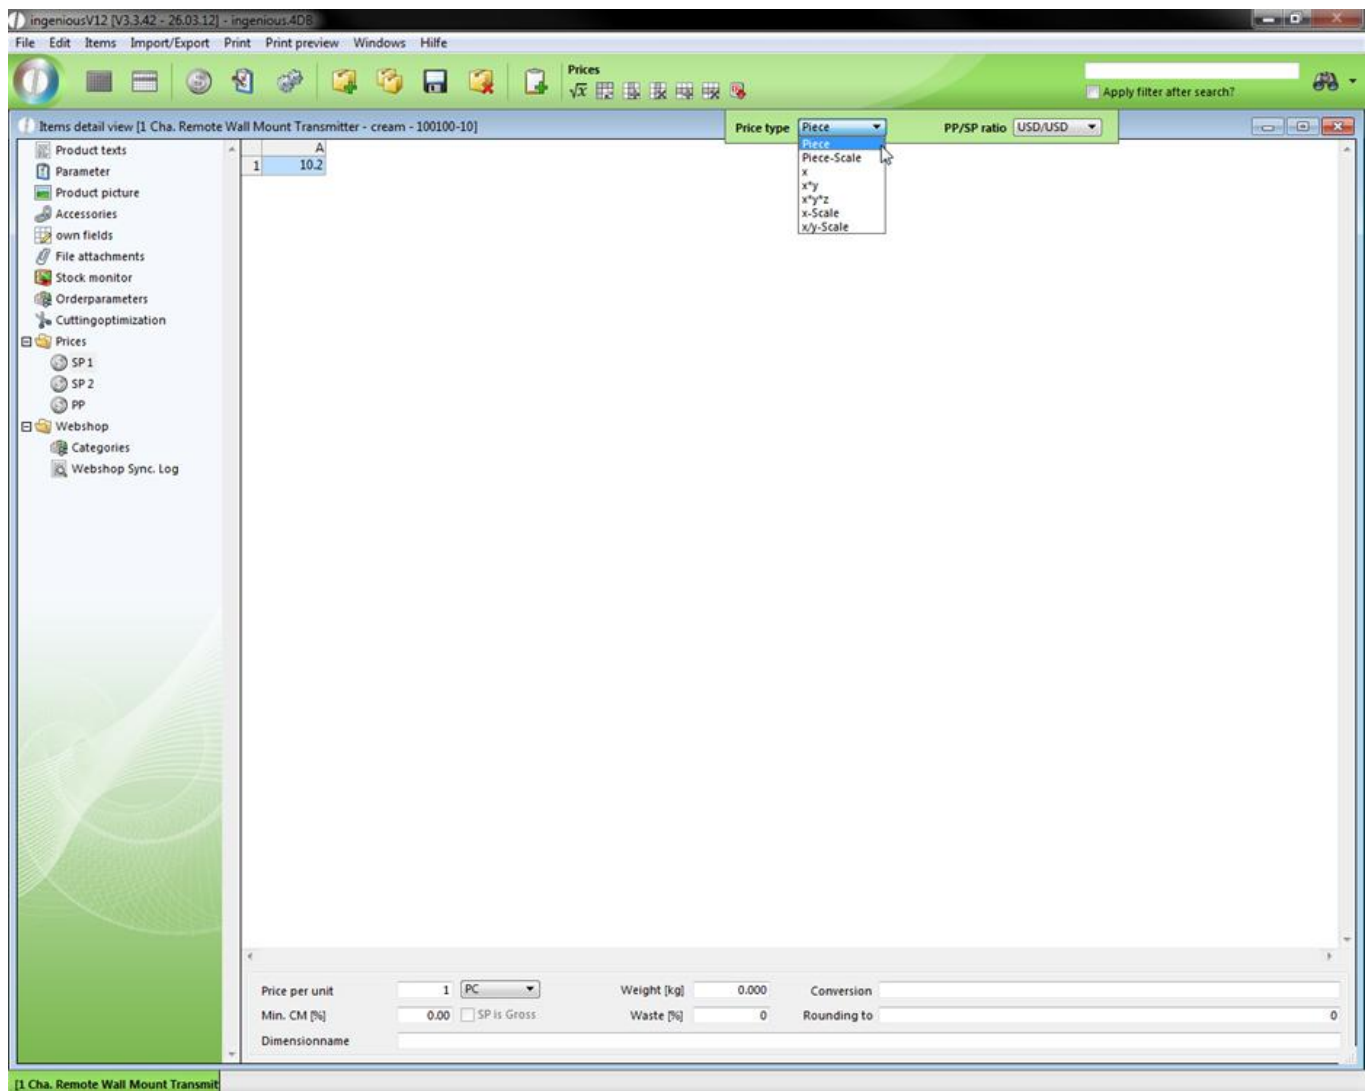 ingeniousV12 [V3.3.42 - 26.03.12] - ingenious.4DB
File Edit Items Import/Export Print Print preview Windows Hilfe
Prices
√x
Apply filter after search?
Items detail view [1 Cha. Remote Wall Mount Transmitter - cream - 100100-10]
Price type Piece PP/SP ratio USD/USD
Piece
Piece-Scale
x
x*y
x*y*z
x-Scale
x/y-Scale
A
1 10.2
Product texts
Parameter
Product picture
Accessories
own fields
File attachments
Stock monitor
Orderparameters
Cuttingoptimization
Prices
SP 1
SP 2
PP
Webshop
Categories
Webshop Sync. Log
Price per unit 1 PC Weight [kg] 0.000 Conversion
Min. CM [%] 0.00 SP is Gross Waste [%] 0 Rounding to 0
Dimensionname
[1 Cha. Remote Wall Mount Transmit